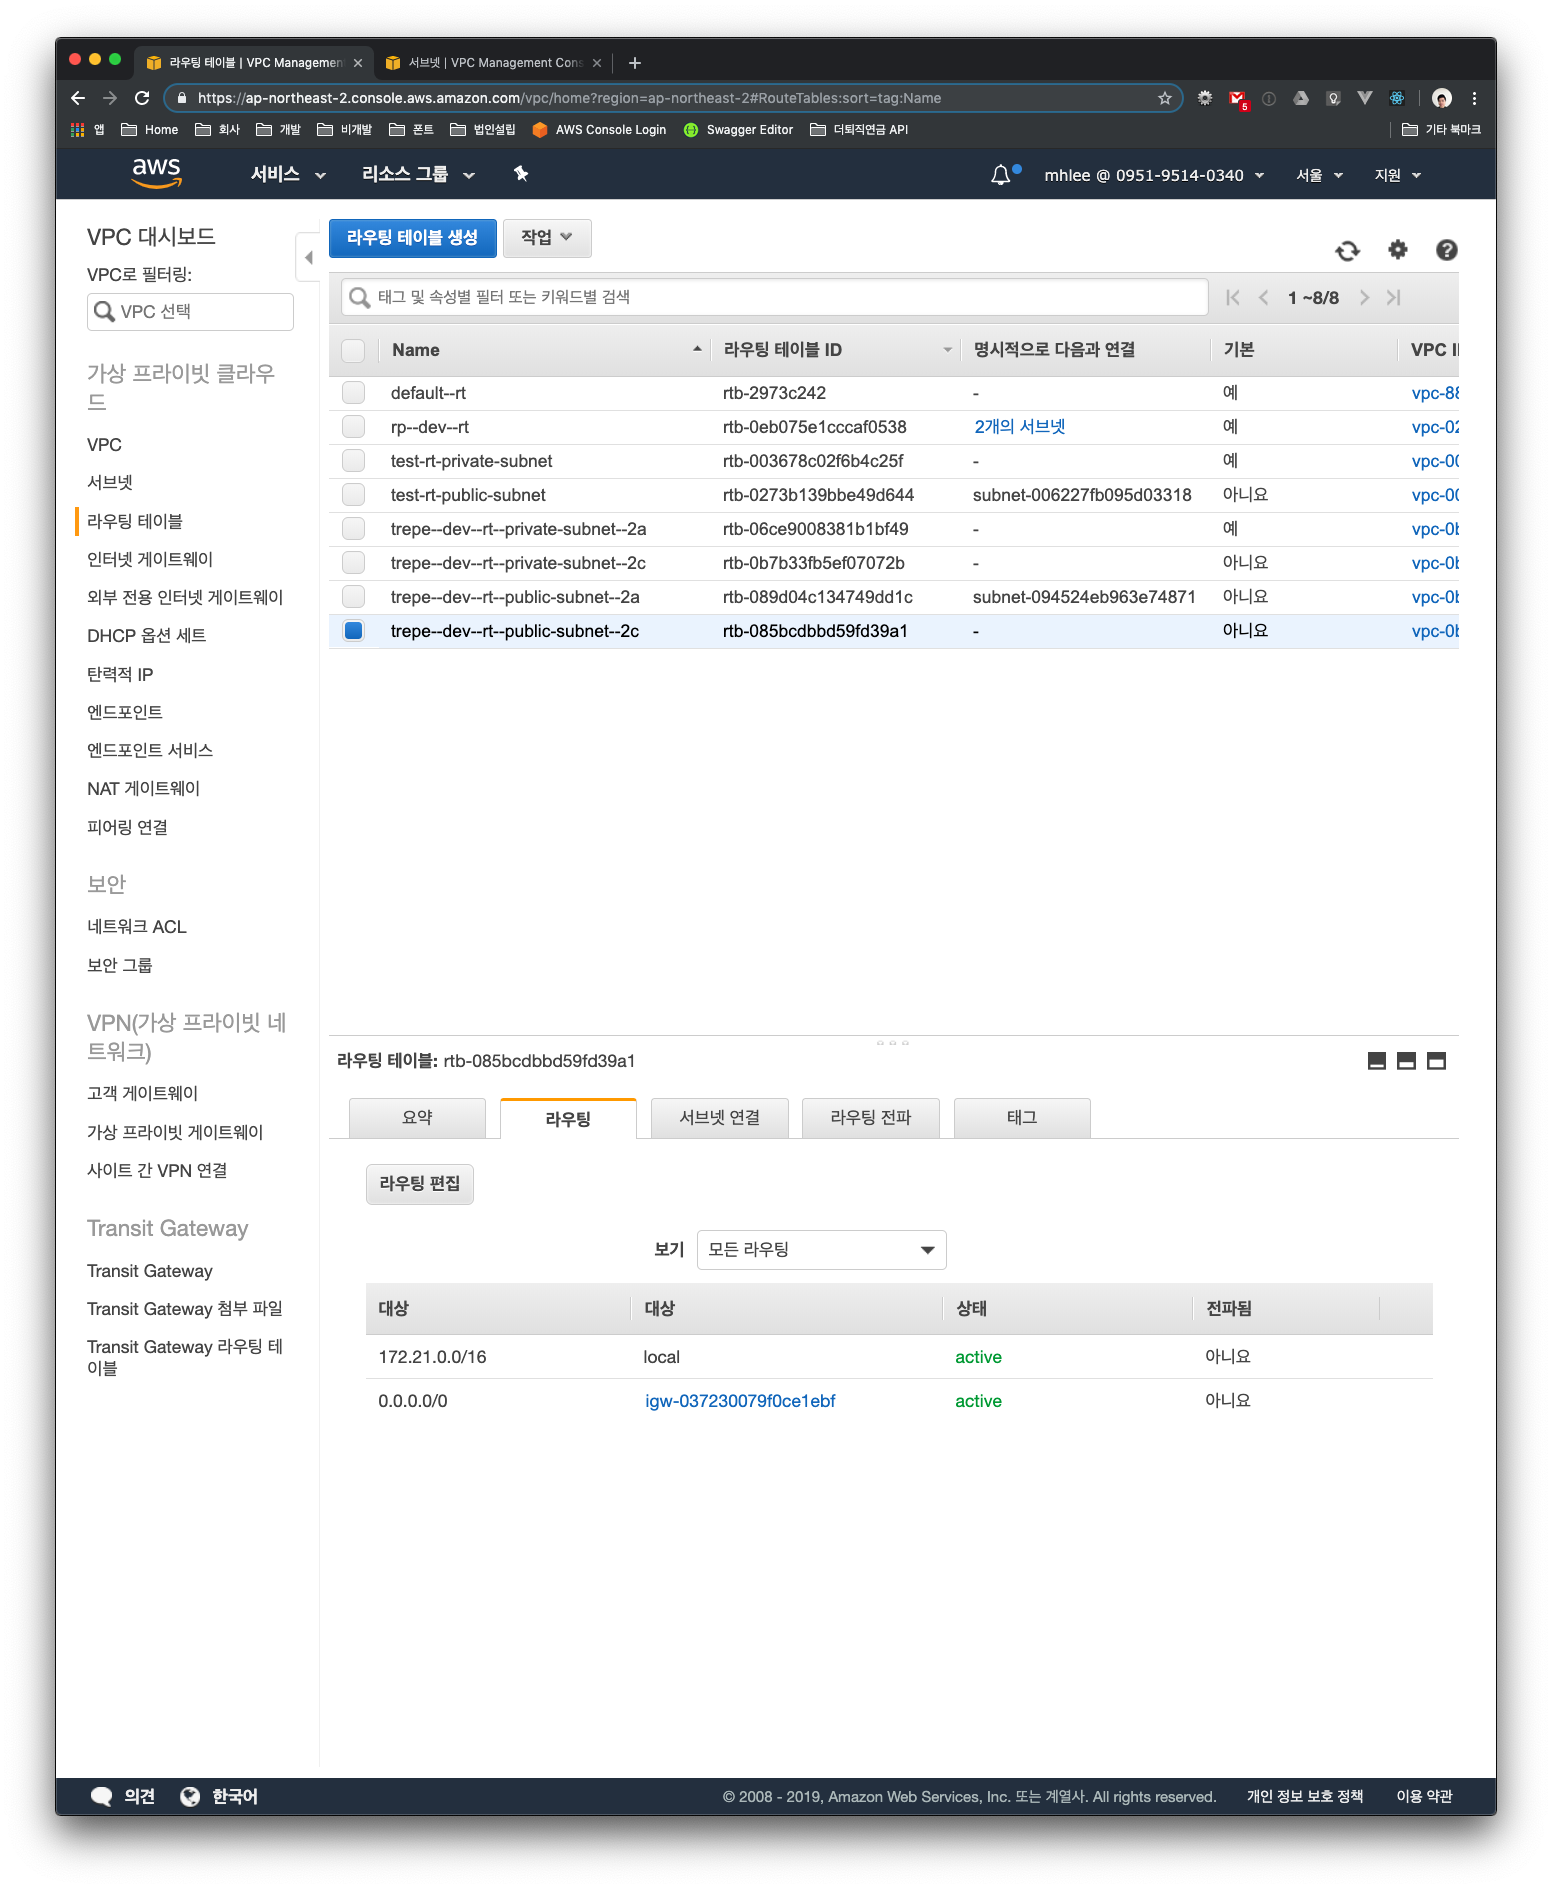 라우팅 테이블 | VPC Managemen
서브넷 | VPC Management Cons
https://ap-northeast-2.console.aws.amazon.com/vpc/home?region=ap-northeast-2#RouteTables:sort=tag:Name
5
앱 Home 회사 개발 비개발 폰트 법인설립 AWS Console Login Swagger Editor 더퇴직연금 API 기타 북마크
aws 서비스 리소스 그룹 mhlee @ 0951-9514-0340 서울 지원
VPC 대시보드
VPC로 필터링:
VPC 선택
가상 프라이빗 클라우
드
VPC
서브넷
라우팅 테이블
인터넷 게이트웨이
외부 전용 인터넷 게이트웨이
DHCP 옵션 세트
탄력적 IP
엔드포인트
엔드포인트 서비스
NAT 게이트웨이
피어링 연결
보안
네트워크 ACL
보안 그룹
VPN(가상 프라이빗 네
트워크)
고객 게이트웨이
가상 프라이빗 게이트웨이
사이트 간 VPN 연결
Transit Gateway
Transit Gateway
Transit Gateway 첨부 파일
Transit Gateway 라우팅 테
이블
라우팅 테이블 생성 작업
태그 및 속성별 필터 또는 키워드별 검색 1 ~8/8
Name 라우팅 테이블 ID 명시적으로 다음과 연결 기본 VPC I
default--rt rtb-2973c242 - 예 vpc-88
rp--dev--rt rtb-0eb075e1cccaf0538 2개의 서브넷 예 vpc-02
test-rt-private-subnet rtb-003678c02f6b4c25f - 예 vpc-00
test-rt-public-subnet rtb-0273b139bbe49d644 subnet-006227fb095d03318 아니요 vpc-00
trepe--dev--rt--private-subnet--2a rtb-06ce9008381b1bf49 - 예 vpc-0b
trepe--dev--rt--private-subnet--2c rtb-0b7b33fb5ef07072b - 아니요 vpc-0b
trepe--dev--rt--public-subnet--2a rtb-089d04c134749dd1c subnet-094524eb963e74871 아니요 vpc-0b
trepe--dev--rt--public-subnet--2c rtb-085bcdbbd59fd39a1 - 아니요 vpc-0b
라우팅 테이블: rtb-085bcdbbd59fd39a1
요약 라우팅 서브넷 연결 라우팅 전파 태그
라우팅 편집
보기 모든 라우팅
대상 대상 상태 전파됨
172.21.0.0/16 local active 아니요
0.0.0.0/0 igw-037230079f0ce1ebf active 아니요
의견 한국어 © 2008 - 2019, Amazon Web Services, Inc. 또는 계열사. All rights reserved. 개인 정보 보호 정책 이용 약관